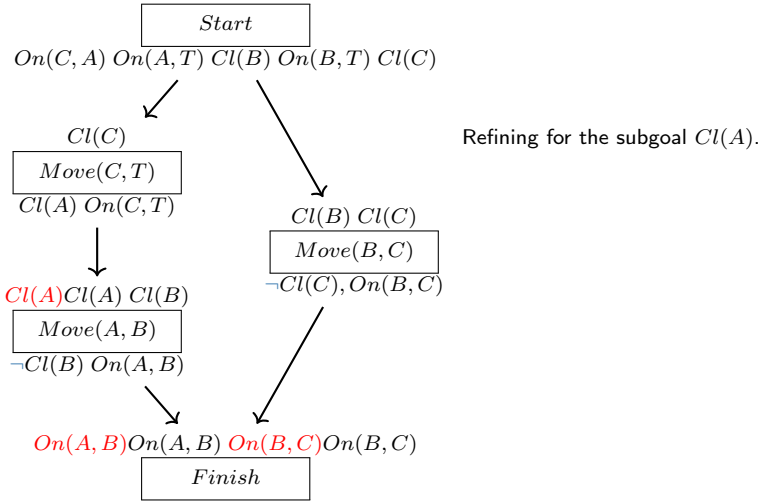 Start
On(C, A) On(A, T) Cl(B) On(B, T) Cl(C)
Cl(C)
Refining for the subgoal Cl(A).
Move(C, T)
Cl(A) On(C, T)
Cl(B) Cl(C)
Move(B, C)
¬Cl(C), On(B, C)
Cl(A)Cl(A) Cl(B)
Move(A, B)
¬Cl(B) On(A, B)
On(A, B)On(A, B) On(B, C)On(B, C)
Finish